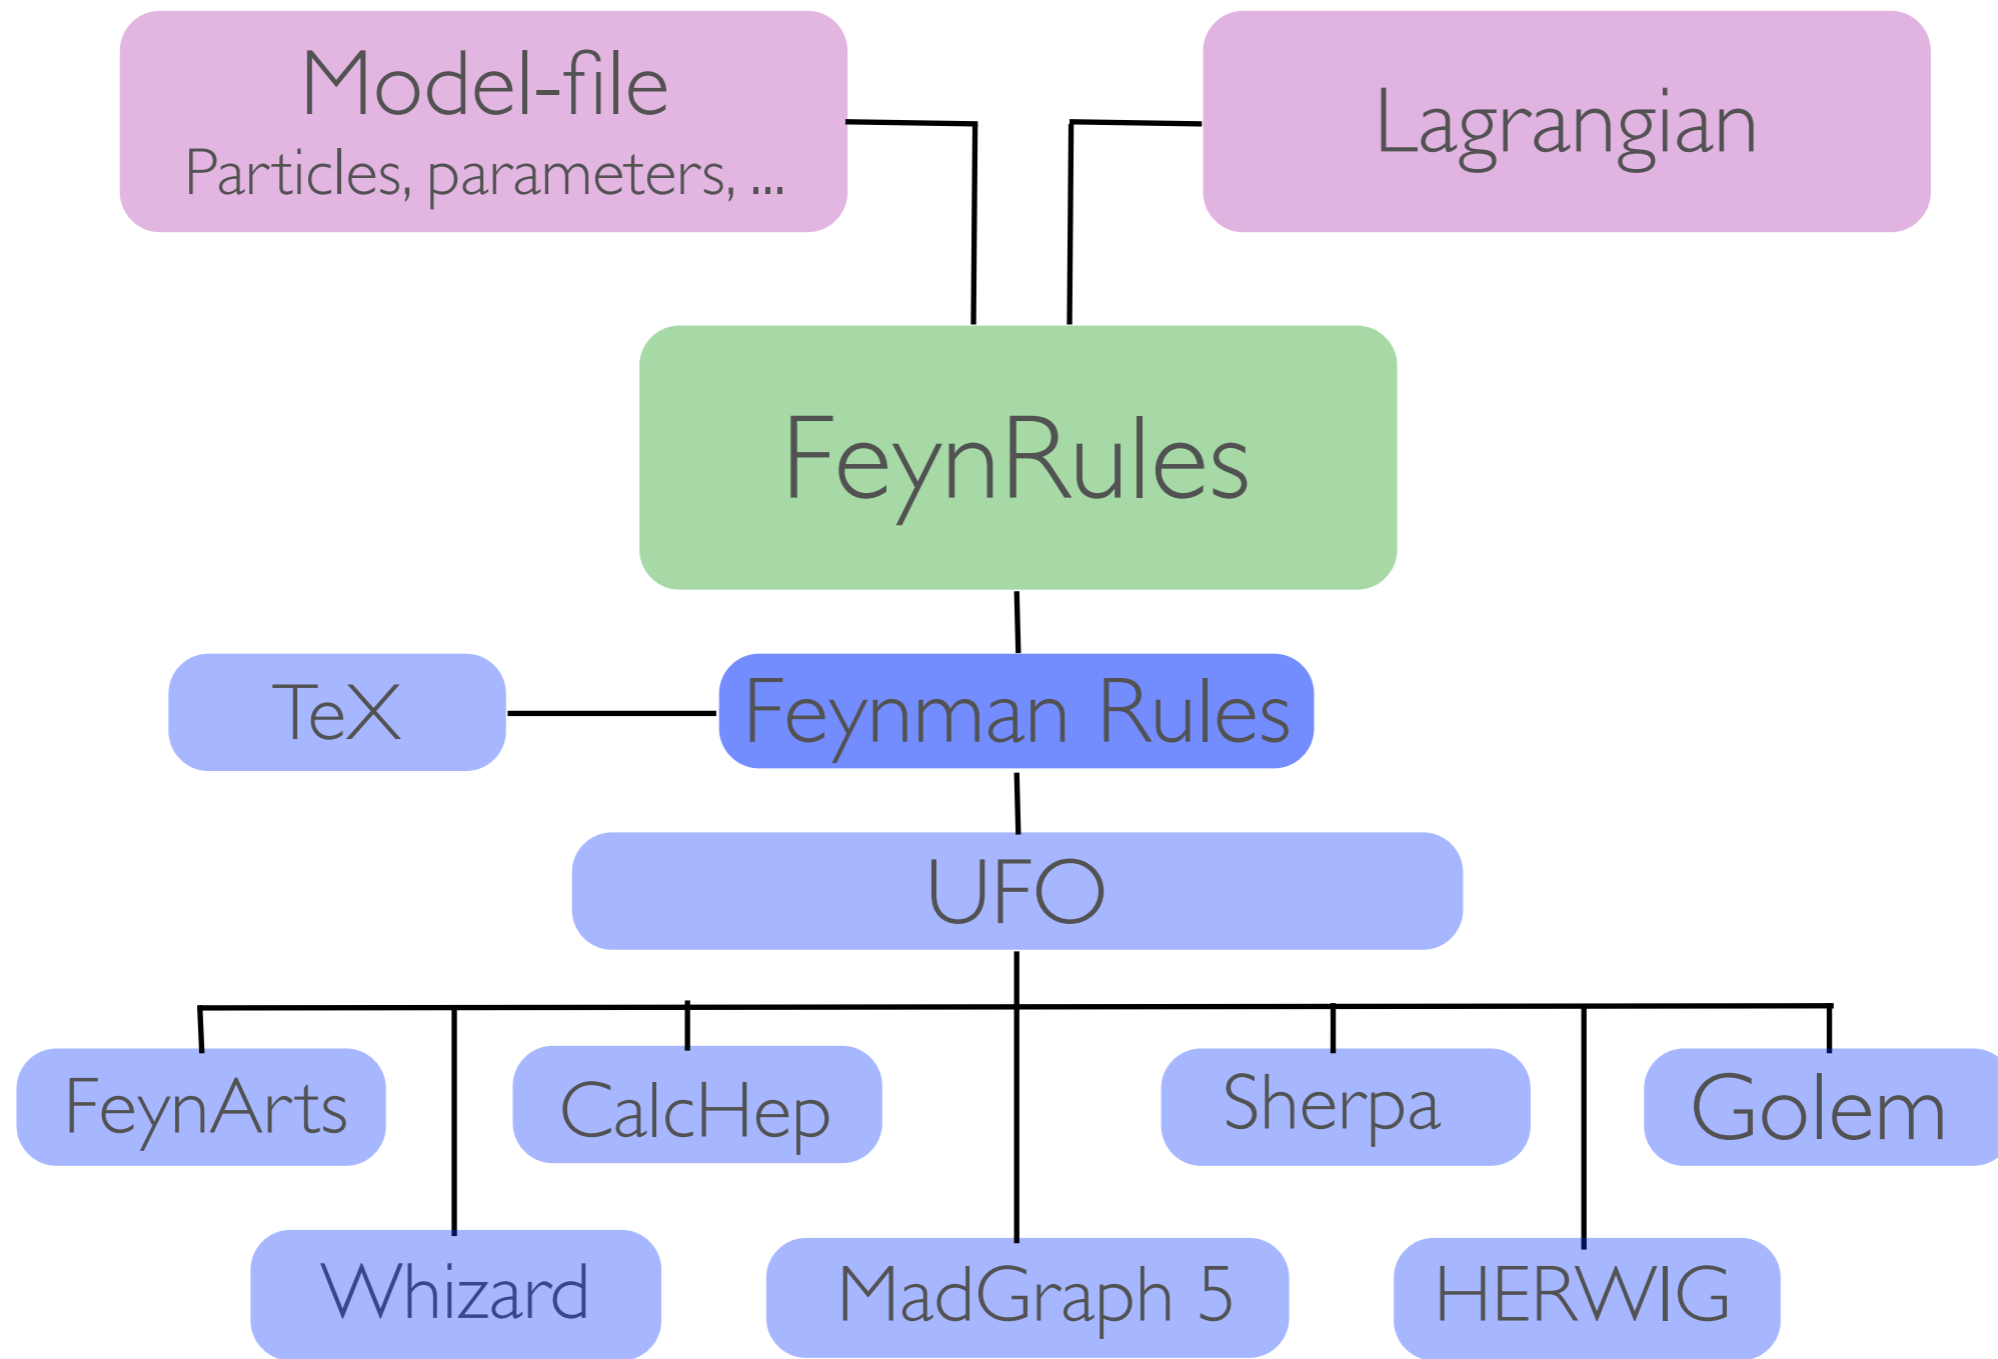 Model-file
Particles, parameters, ...
Lagrangian
FeynRules
TeX
Feynman Rules
UFO
FeynArts
CalcHep
Sherpa
Golem
Whizard
MadGraph 5
HERWIG